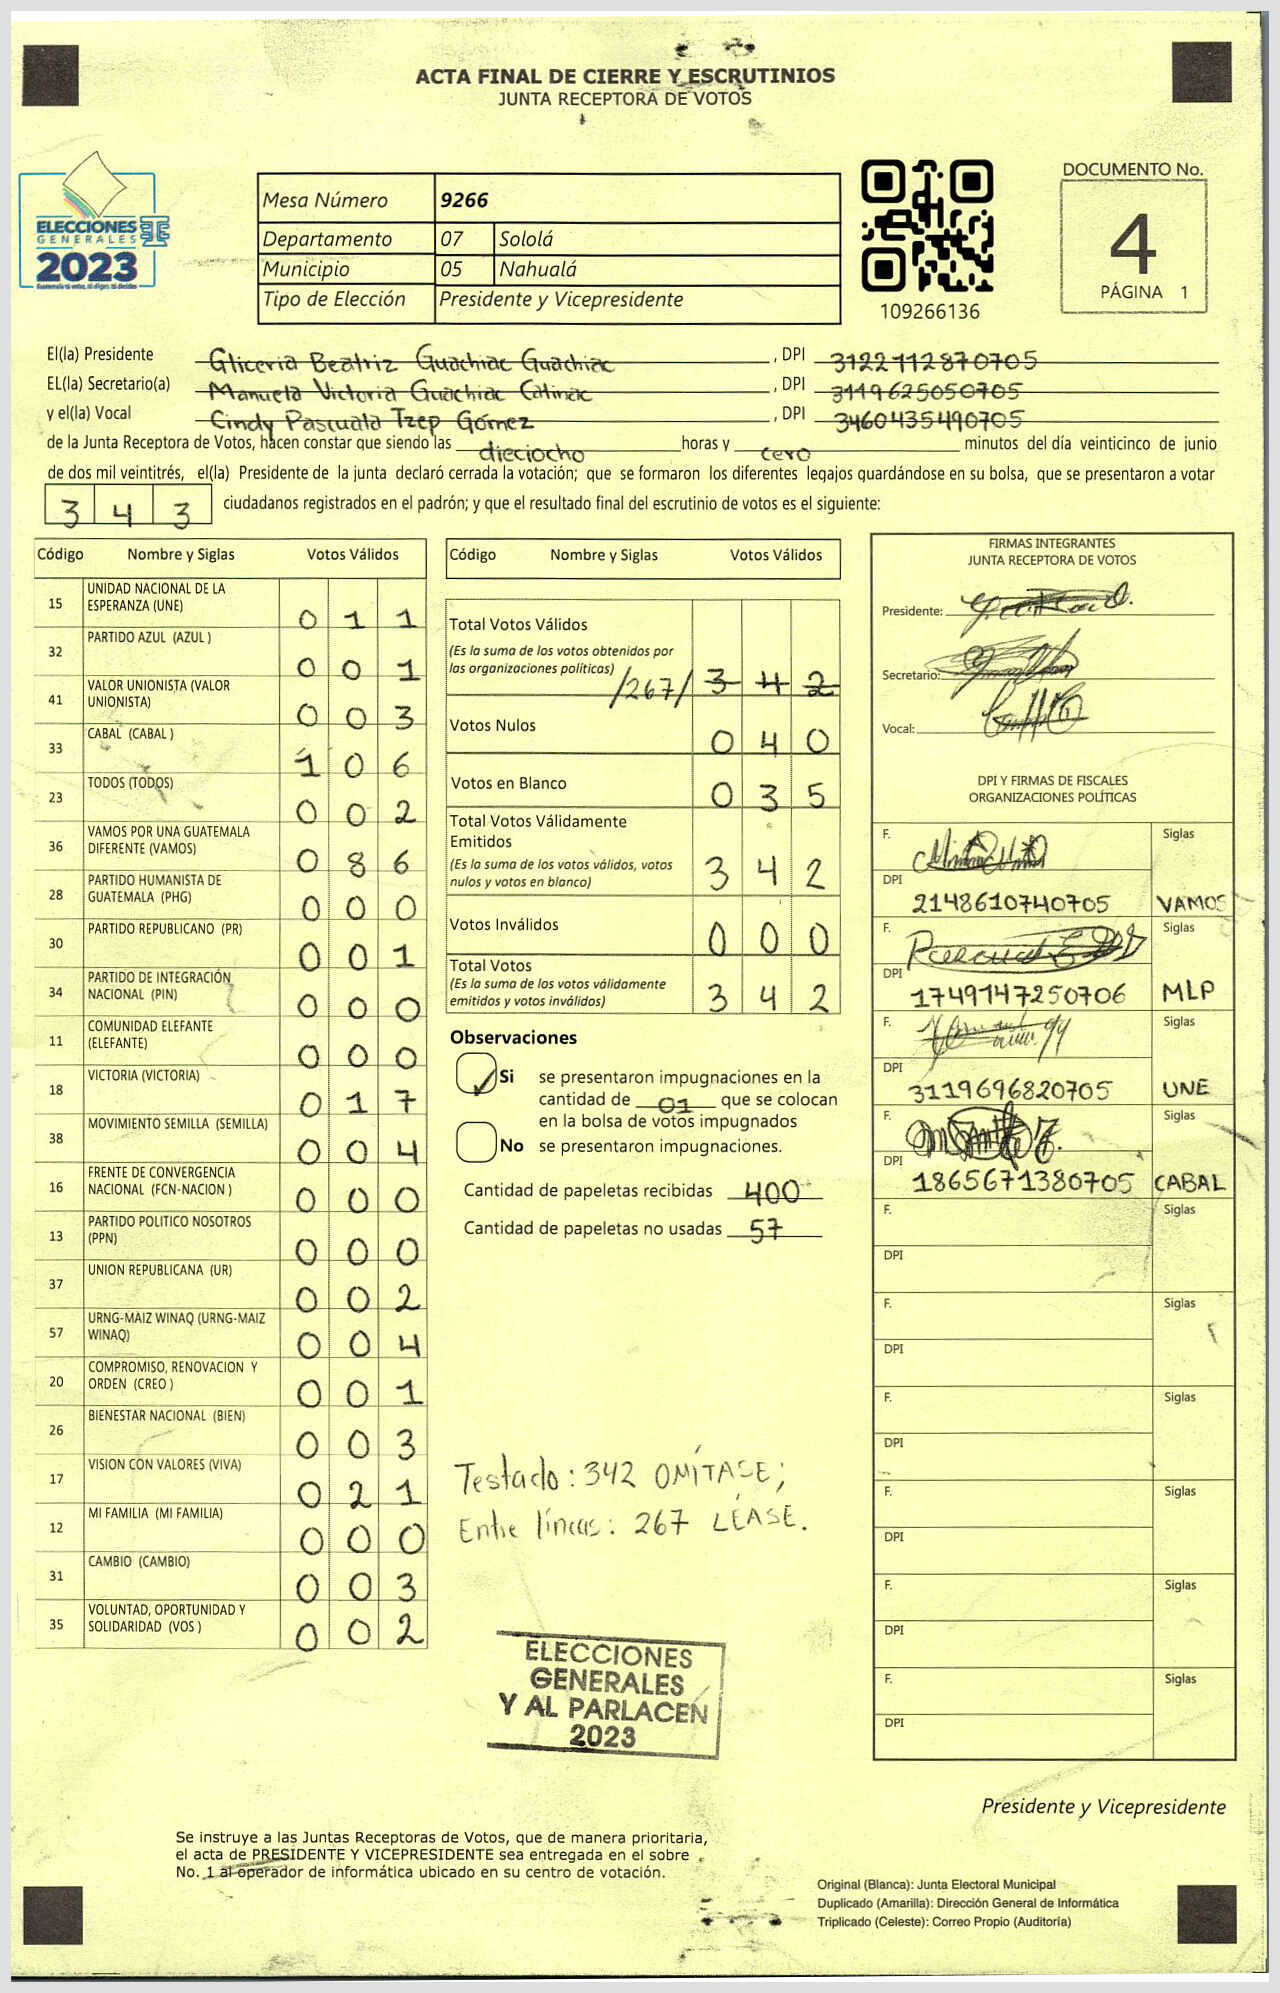 ACTA FINAL DE CIERRE Y ESCRUTINIOS
JUNTA RECEPTORA DE VOTOS
ELECCIONES
GENERALES
2023
Mesa Número 9266
Departamento 07 Sololá
Municipio 05 Nahualá
Tipo de Elección Presidente y Vicepresidente
109266136
DOCUMENTO No.
4
PÁGINA 1
El(la) Presidente Gliceria Beatriz Guachiac Guachiac, DPI 3122112870705
EL(la) Secretario(a) Manuela Victoria Guachiac Catinac, DPI 3119625050705
y el(la) Vocal Cindy Pascuala Tzep Gómez, DPI 3460435490705
de la Junta Receptora de Votos, hacen constar que siendo las dieciocho horas y cero minutos del día veinticinco de junio
de dos mil veintitrés, el(la) Presidente de la junta declaró cerrada la votación; que se formaron los diferentes legajos guardándose en su bolsa, que se presentaron a votar
3 4 3 ciudadanos registrados en el padrón; y que el resultado final del escrutinio de votos es el siguiente:
Código Nombre y Siglas Votos Válidos
15 UNIDAD NACIONAL DE LA
ESPERANZA (UNE) 0 1 1
32 PARTIDO AZUL (AZUL ) 0 0 1
41 VALOR UNIONISTA (VALOR
UNIONISTA) 0 0 3
33 CABAL (CABAL ) 1 0 6
23 TODOS (TODOS) 0 0 2
36 VAMOS POR UNA GUATEMALA
DIFERENTE (VAMOS) 0 8 6
28 PARTIDO HUMANISTA DE
GUATEMALA (PHG) 0 0 0
30 PARTIDO REPUBLICANO (PR) 0 0 1
34 PARTIDO DE INTEGRACIÓN
NACIONAL (PIN) 0 0 0
11 COMUNIDAD ELEFANTE
(ELEFANTE) 0 0 0
18 VICTORIA (VICTORIA) 0 1 7
38 MOVIMIENTO SEMILLA (SEMILLA) 0 0 4
16 FRENTE DE CONVERGENCIA
NACIONAL (FCN-NACION ) 0 0 0
13 PARTIDO POLITICO NOSOTROS
(PPN) 0 0 0
37 UNION REPUBLICANA (UR) 0 0 2
57 URNG-MAIZ WINAQ (URNG-MAIZ
WINAQ) 0 0 4
20 COMPROMISO, RENOVACION Y
ORDEN (CREO ) 0 0 1
26 BIENESTAR NACIONAL (BIEN) 0 0 3
17 VISION CON VALORES (VIVA) 0 2 1
12 MI FAMILIA (MI FAMILIA) 0 0 0
31 CAMBIO (CAMBIO) 0 0 3
35 VOLUNTAD, OPORTUNIDAD Y
SOLIDARIDAD (VOS ) 0 0 2
Código Nombre y Siglas Votos Válidos
Total Votos Válidos
(Es la suma de los votos obtenidos por
las organizaciones políticas) /267/ 3 4 2
Votos Nulos 0 4 0
Votos en Blanco 0 3 5
Total Votos Válidamente
Emitidos
(Es la suma de los votos válidos, votos
nulos y votos en blanco) 3 4 2
Votos Inválidos 0 0 0
Total Votos
(Es la suma de los votos válidamente
emitidos y votos inválidos) 3 4 2
Observaciones
Si se presentaron impugnaciones en la
cantidad de 01 que se colocan
en la bolsa de votos impugnados
No se presentaron impugnaciones.
Cantidad de papeletas recibidas 400
Cantidad de papeletas no usadas 57
Testado: 342 OMÍTASE;
Entre líneas: 267 LÉASE.
ELECCIONES
GENERALES
Y AL PARLACEN
2023
FIRMAS INTEGRANTES
JUNTA RECEPTORA DE VOTOS
Presidente:
Secretario:
Vocal:
DPI Y FIRMAS DE FISCALES
ORGANIZACIONES POLÍTICAS
F. Siglas
DPI 2148610740705 VAMOS
F. Siglas
DPI 1749147250706 MLP
F. Siglas
DPI 3119696820705 UNE
F. Siglas
DPI 1865671380705 CABAL
F. Siglas
DPI
F. Siglas
DPI
F. Siglas
DPI
F. Siglas
DPI
F. Siglas
DPI
F. Siglas
DPI
Presidente y Vicepresidente
Se instruye a las Juntas Receptoras de Votos, que de manera prioritaria,
el acta de PRESIDENTE Y VICEPRESIDENTE sea entregada en el sobre
No. 1 al operador de informática ubicado en su centro de votación.
Original (Blanca): Junta Electoral Municipal
Duplicado (Amarilla): Dirección General de Informática
Triplicado (Celeste): Correo Propio (Auditoría)